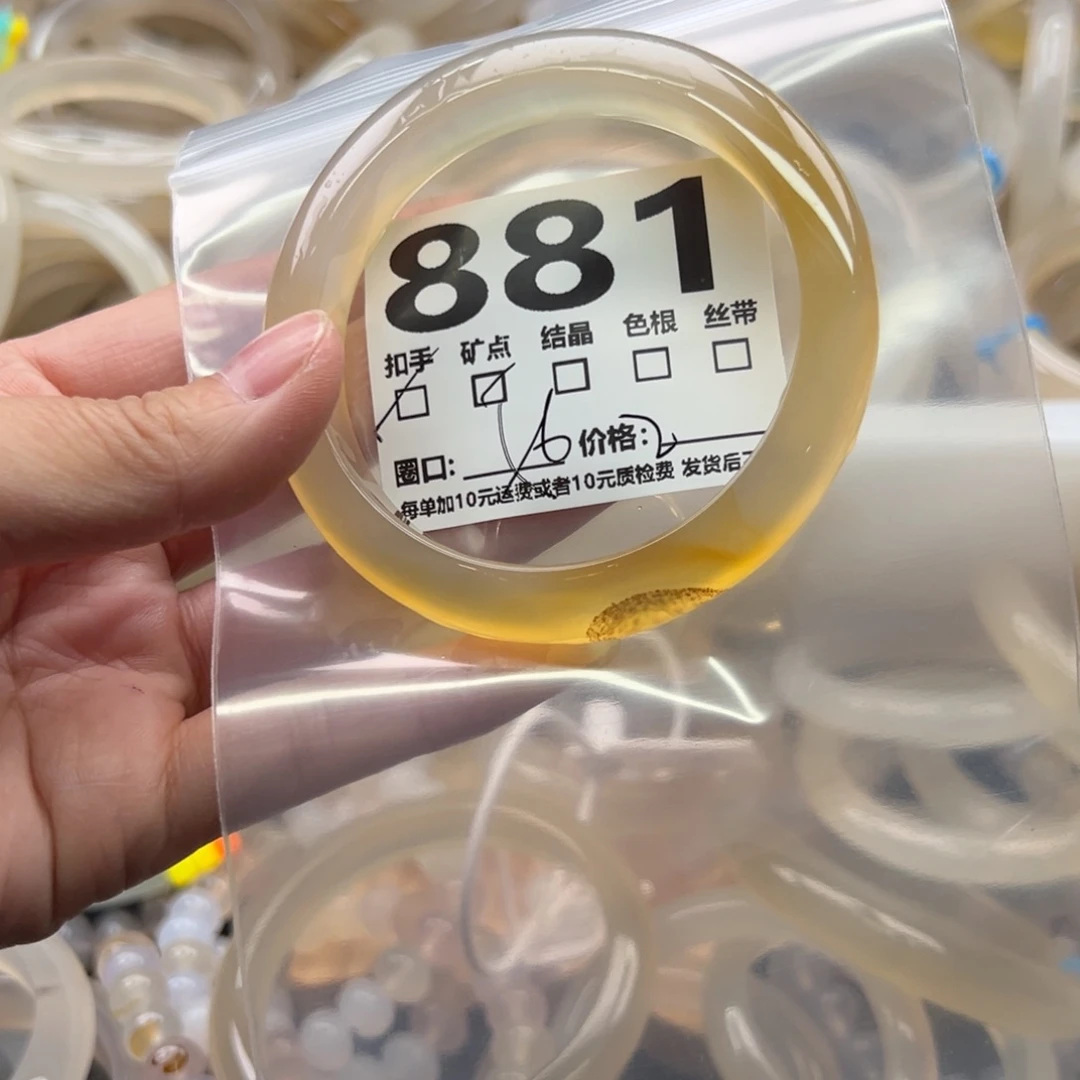 881
扣手 矿点 结晶 色根 丝带
圈口: 价格:
每单加10元运费或者10元质检费 发货后